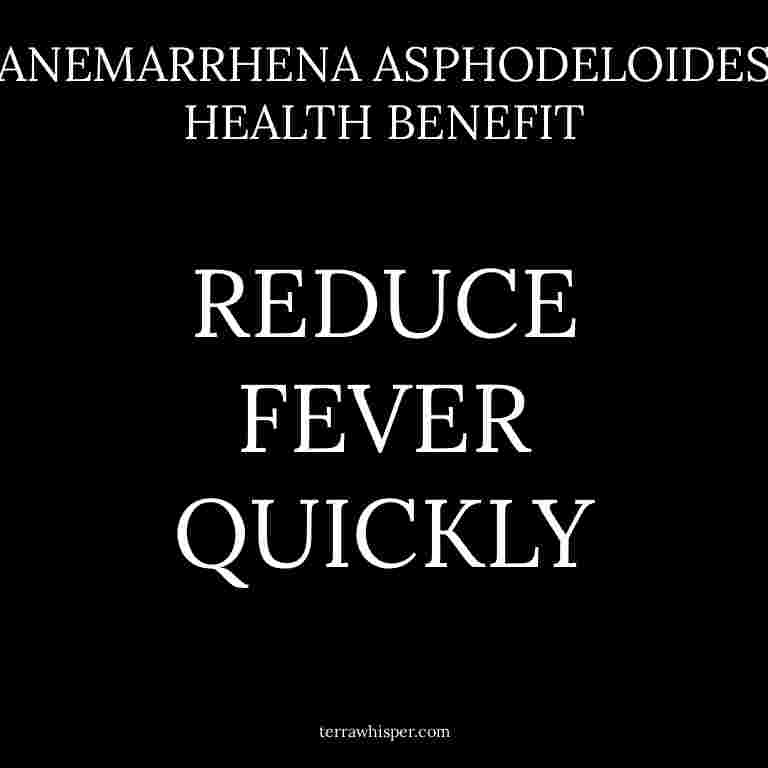 ANEMARRHENA ASPHODELOIDES
HEALTH BENEFIT
REDUCE
FEVER
QUICKLY
terrawhisper.com